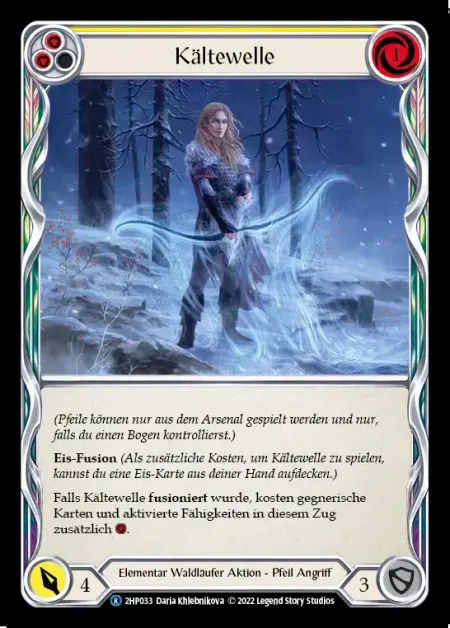 Kältewelle
1
(Pfeile können nur aus dem Arsenal gespielt werden und nur,
falls du einen Bogen kontrollierst.)
Eis-Fusion (Als zusätzliche Kosten, um Kältewelle zu spielen,
kannst du eine Eis-Karte aus deiner Hand aufdecken.)
Falls Kältewelle fusioniert wurde, kosten gegnerische
Karten und aktivierte Fähigkeiten in diesem Zug
zusätzlich .
4
Elementar Waldläufer Aktion - Pfeil Angriff
3
R 2HP033 Daria Khlebnikova © 2022 Legend Story Studios